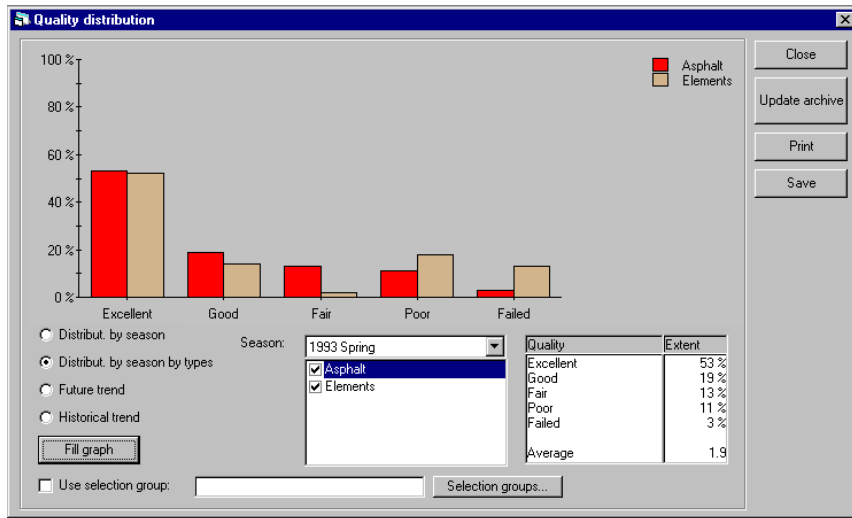 Quality distribution
100 %
80 %
60 %
40 %
20 %
0 %
Excellent Good Fair Poor Failed
Asphalt
Elements
Close
Update archive
Print
Save
Distribut. by season
Distribut. by season by types
Future trend
Historical trend
Fill graph
Season: 1993 Spring
Asphalt
Elements
Quality Extent
Excellent 53 %
Good 19 %
Fair 13 %
Poor 11 %
Failed 3 %
Average 1.9
Use selection group: Selection groups...